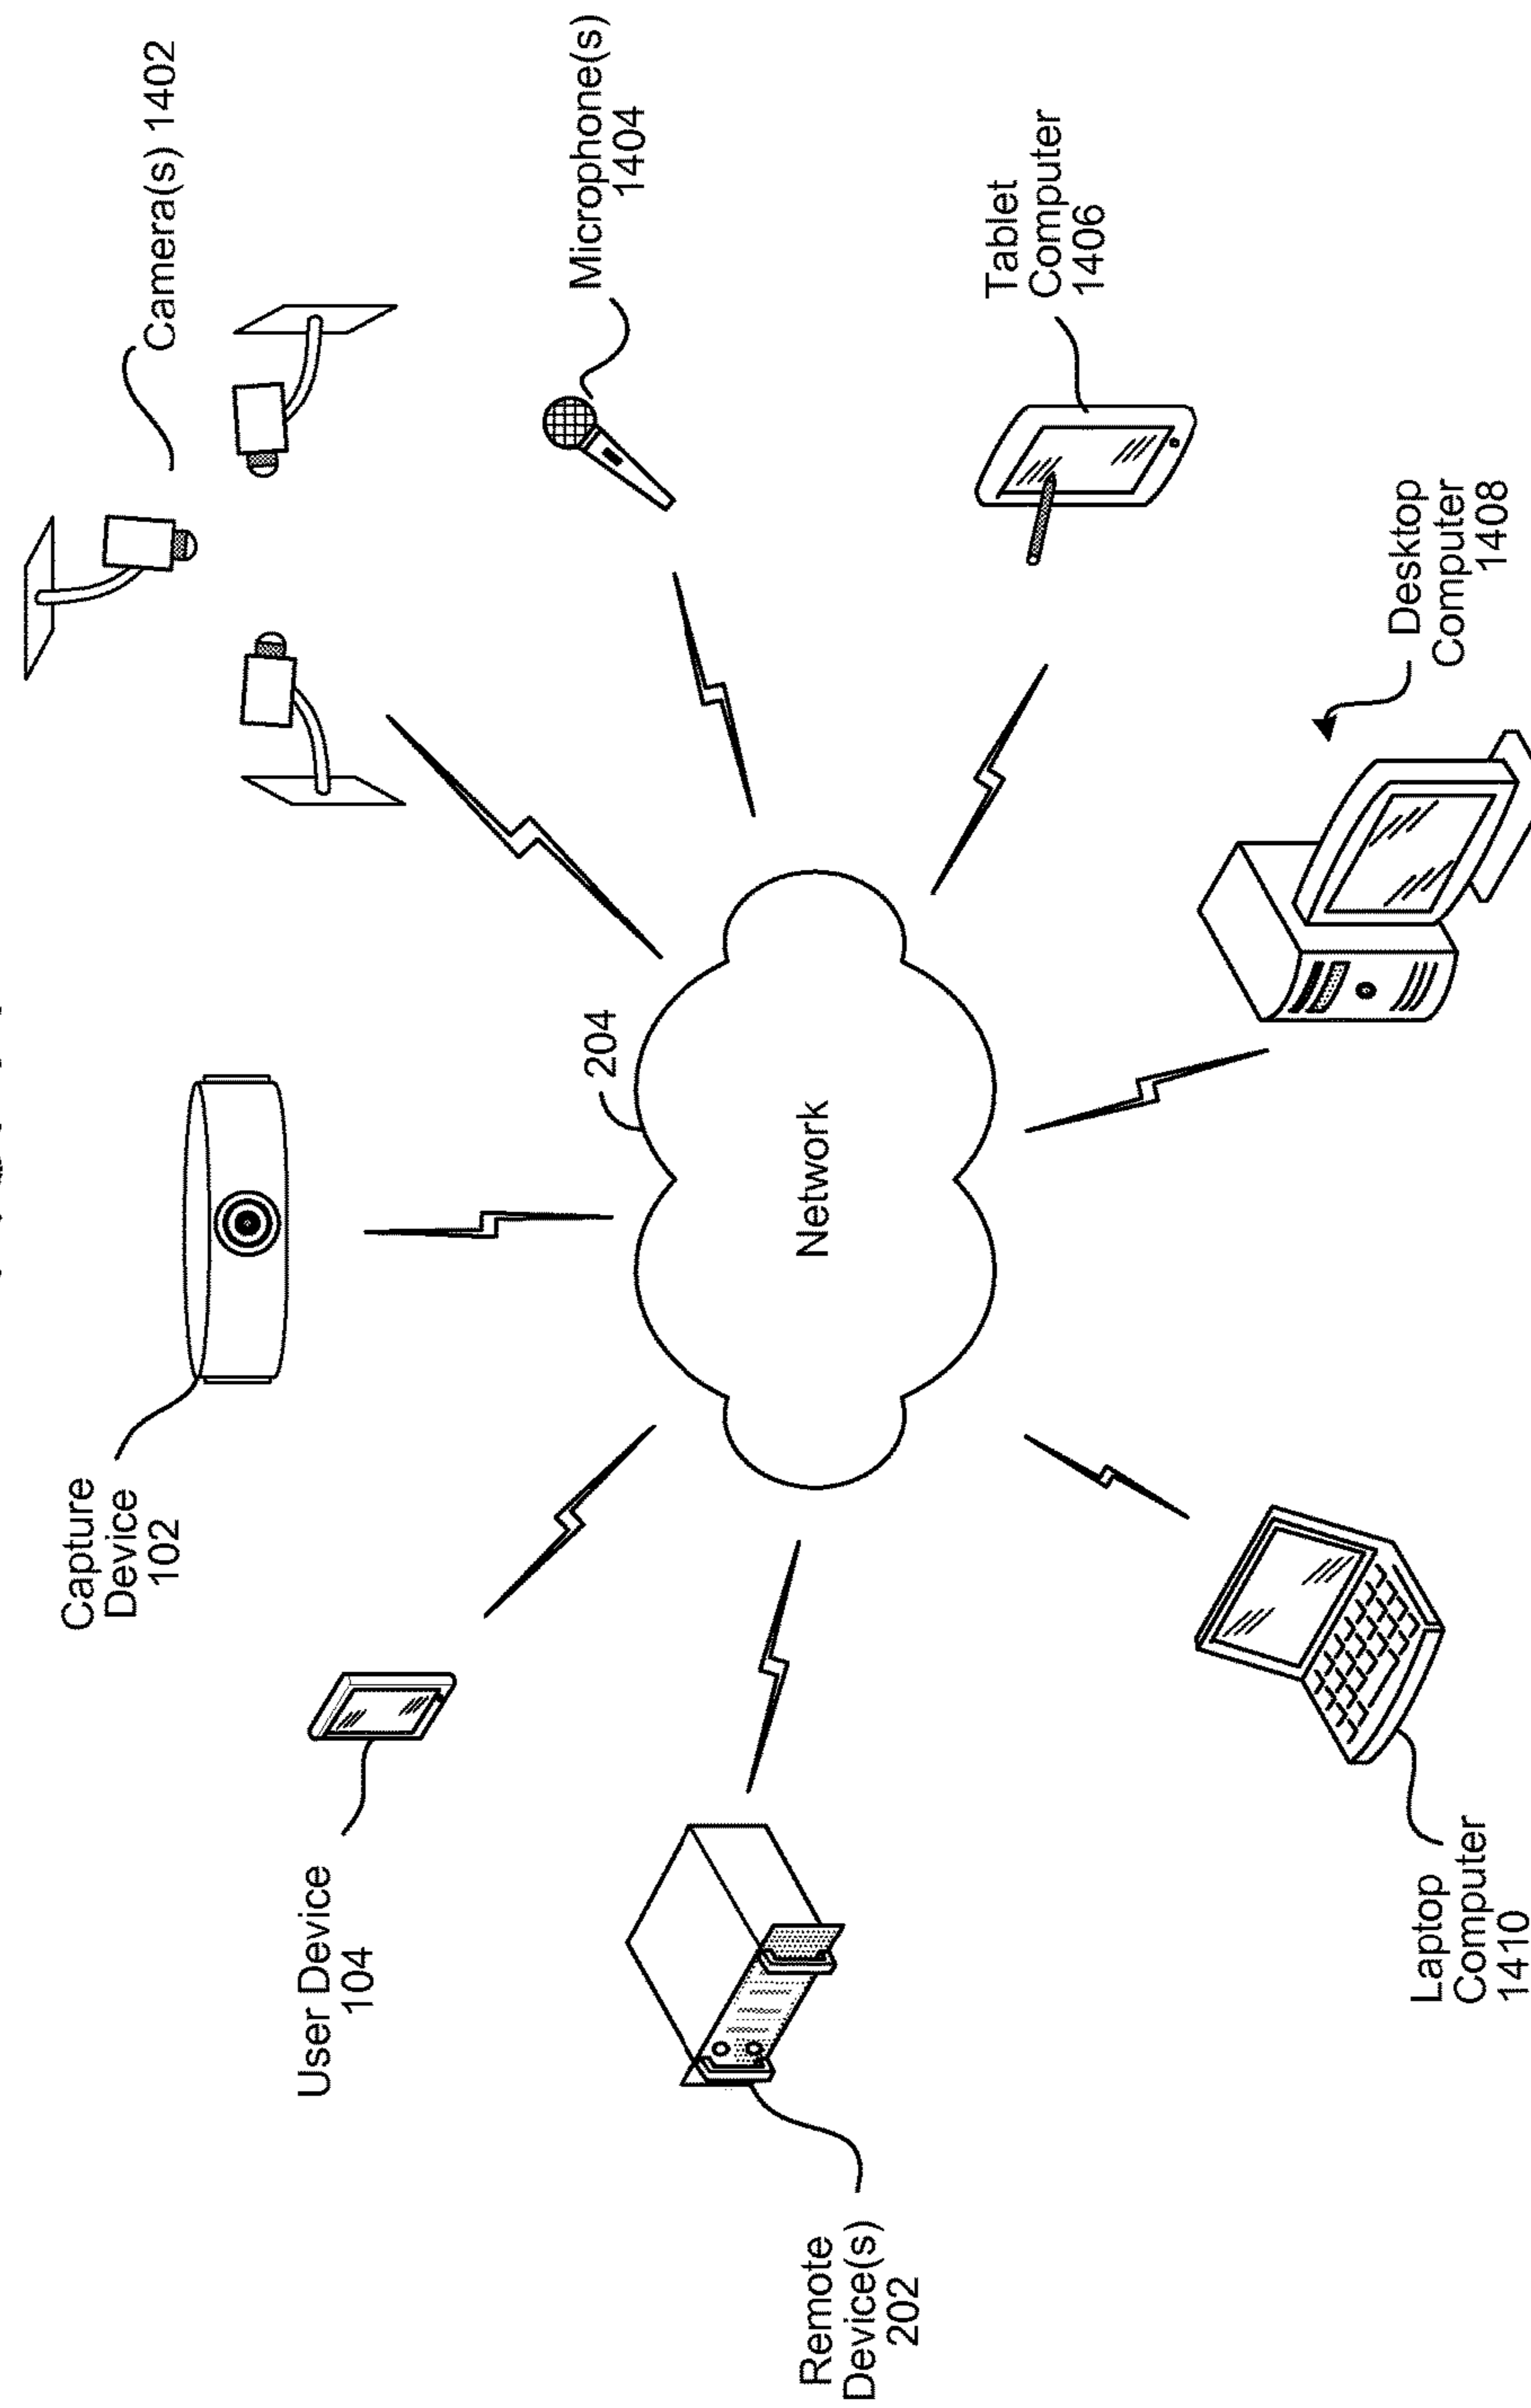 Capture
Device
102
Camera(s) 1402
User Device
104
204
Microphone(s)
1404
Network
Remote
Device(s)
202
Tablet
Computer
1406
Laptop
Computer
1410
Desktop
Computer
1408